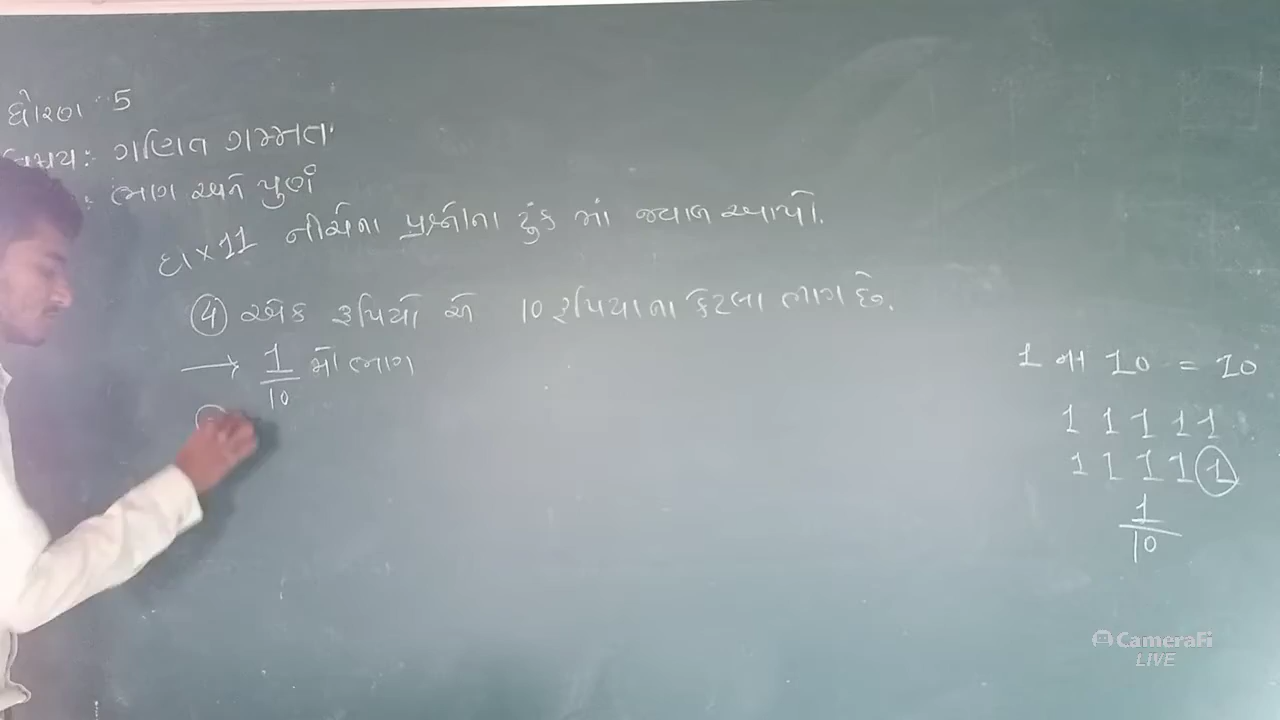 ધોરણ : 5
વિષય: ગણિત ગમ્મત
: ભાગ અને પુર્ણ
દા × 11 નીચેના પ્રશ્નોના ટુંક માં જવાબ આપો.
④ એક રૂપિયો એ 10 રૂપિયાના કેટલા ભાગ છે.
→ 1/10 મો ભાગ
1 ના 10 = 10
1 1 1 1 1
1 1 1 1 1
1/10
CameraFi
LIVE